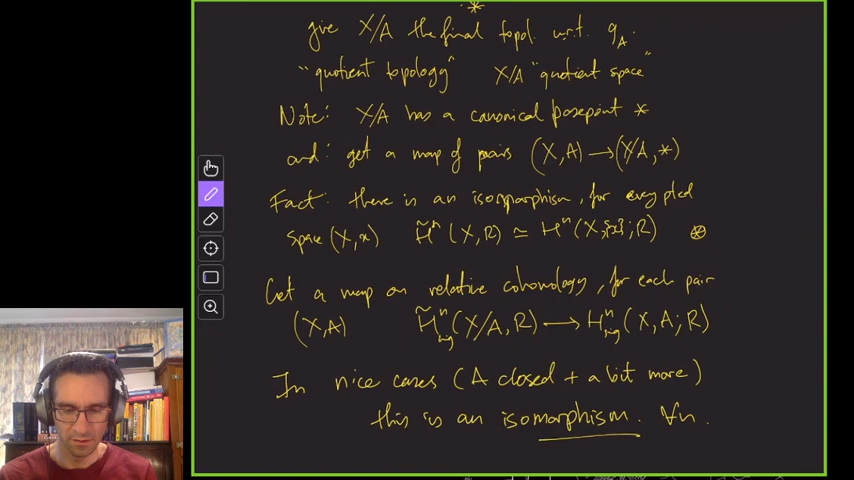 *
give X/A the final topol. w.r.t. q_A.
"quotient topology" X/A "quotient space"
Note: X/A has a canonical basepoint *
and: get a map of pairs (X,A) → (X/A, *)
Fact: there is an isomorphism, for every pted
space (X,x) H̃ⁿ(X,R) ≃ Hⁿ(X,{x};R) ⊛
Get a map on relative cohomology, for each pair
(X,A) H̃ⁿ_sing(X/A,R) → Hⁿ_sing(X,A;R)
In nice cases (A closed + a bit more)
this is an isomorphism. ∀n.